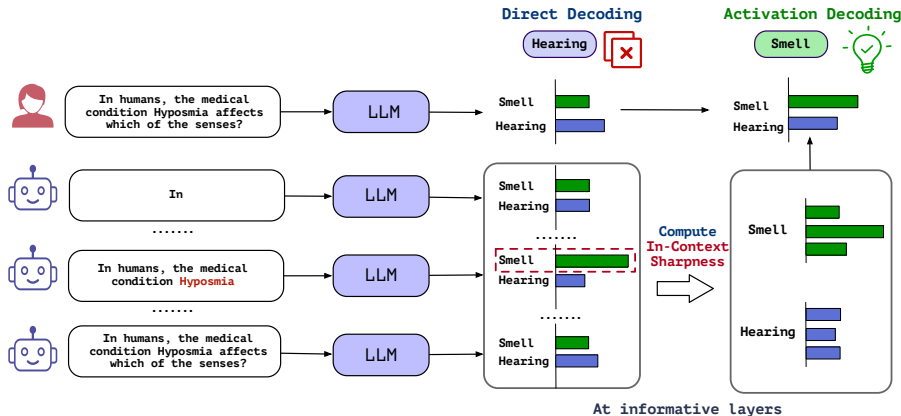 Direct Decoding
Activation Decoding
Hearing
Smell
In humans, the medical
condition Hyposmia affects
which of the senses?
LLM
Smell
Hearing
Smell
Hearing
In
LLM
Smell
Hearing
.......
.......
In humans, the medical
condition Hyposmia
LLM
Smell
Hearing
.......
.......
In humans, the medical
condition Hyposmia affects
which of the senses?
LLM
Smell
Hearing
Compute
In-Context
Sharpness
Smell
Hearing
At informative layers